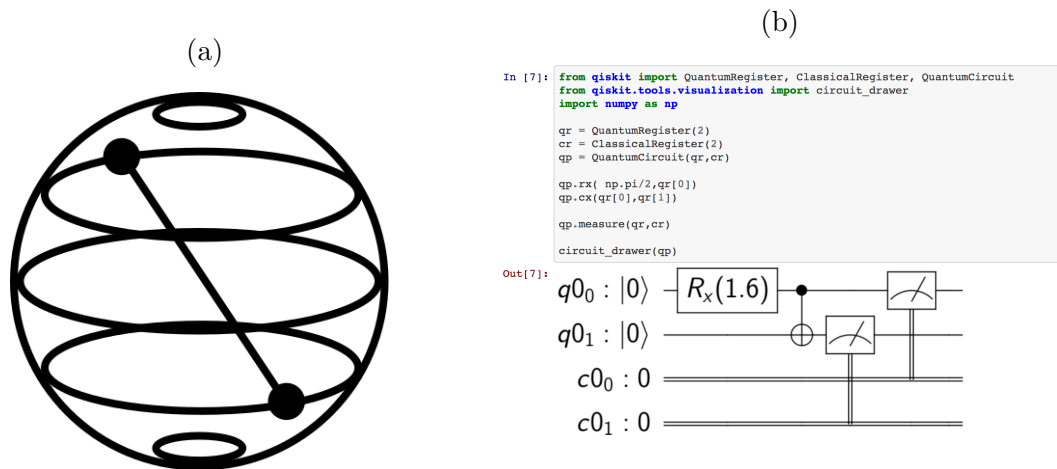 (a)
(b)
In [7]: from qiskit import QuantumRegister, ClassicalRegister, QuantumCircuit
from qiskit.tools.visualization import circuit_drawer
import numpy as np
qr = QuantumRegister(2)
cr = ClassicalRegister(2)
qp = QuantumCircuit(qr,cr)
qp.rx( np.pi/2,qr[0])
qp.cx(qr[0],qr[1])
qp.measure(qr,cr)
circuit_drawer(qp)
Out[7]:
q0₀ : |0⟩ Rₓ(1.6)
q0₁ : |0⟩
c0₀ : 0
c0₁ : 0